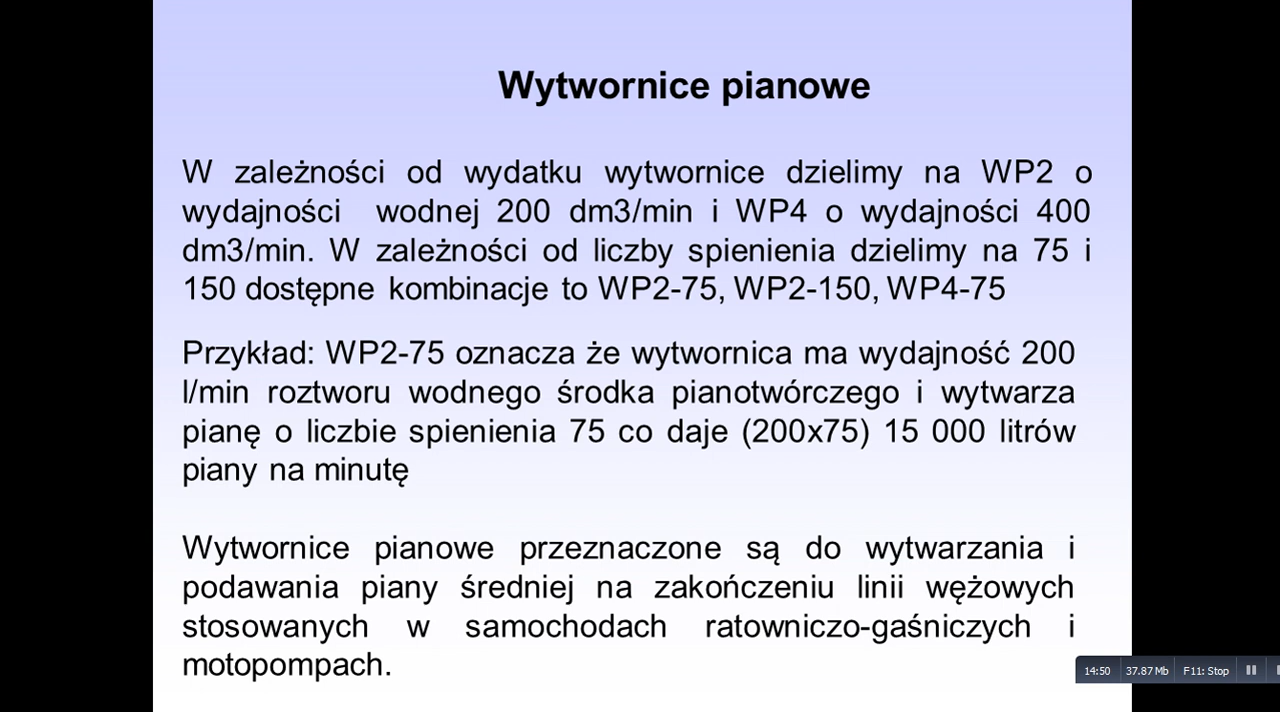 Wytwornice pianowe
W zależności od wydatku wytwornice dzielimy na WP2 o
wydajności wodnej 200 dm3/min i WP4 o wydajności 400
dm3/min. W zależności od liczby spienienia dzielimy na 75 i
150 dostępne kombinacje to WP2-75, WP2-150, WP4-75
Przykład: WP2-75 oznacza że wytwornica ma wydajność 200
l/min roztworu wodnego środka pianotwórczego i wytwarza
pianę o liczbie spienienia 75 co daje (200x75) 15 000 litrów
piany na minutę
Wytwornice pianowe przeznaczone są do wytwarzania i
podawania piany średniej na zakończeniu linii wężowych
stosowanych w samochodach ratowniczo-gaśniczych i
motopompach.
14:50 37.87 Mb F11: Stop